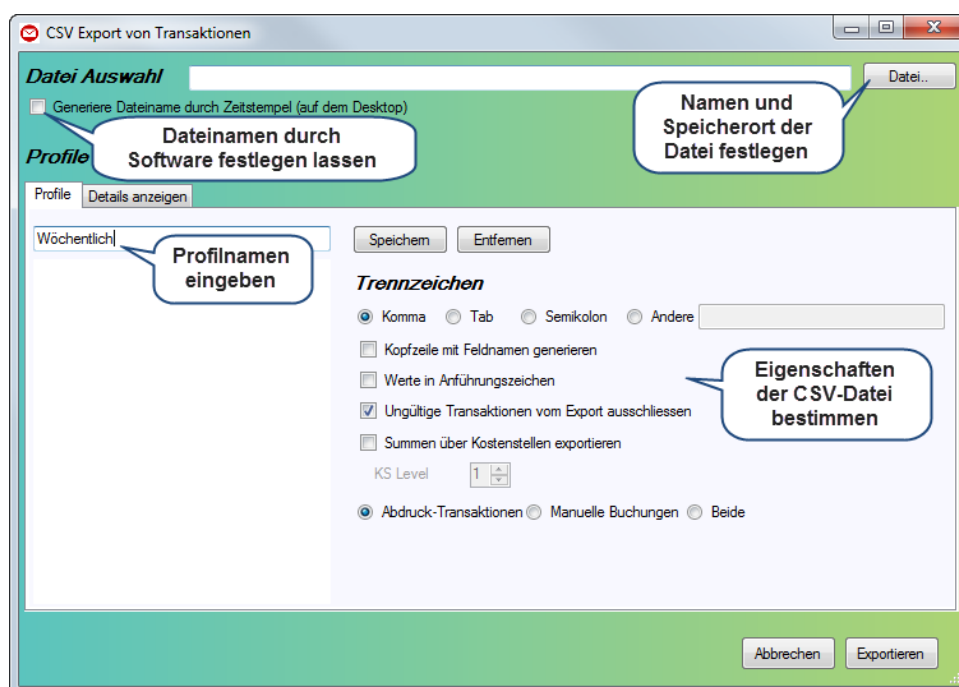 CSV Export von Transaktionen
Datei Auswahl
Datei..
Generiere Dateiname durch Zeitstempel (auf dem Desktop)
Namen und
Speicherort der
Datei festlegen
Dateinamen durch
Software festlegen lassen
Profile
Profile
Details anzeigen
Wöchentlich
Profilnamen
eingeben
Speichern
Entfernen
Trennzeichen
Komma
Tab
Semikolon
Andere
Kopfzeile mit Feldnamen generieren
Werte in Anführungszeichen
Ungültige Transaktionen vom Export ausschliessen
Summen über Kostenstellen exportieren
KS Level
1
Eigenschaften
der CSV-Datei
bestimmen
Abdruck-Transaktionen
Manuelle Buchungen
Beide
Abbrechen
Exportieren